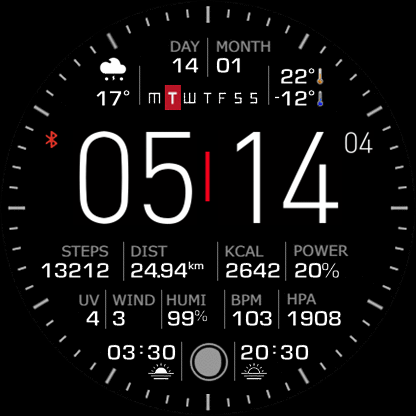 DAY MONTH
14 01
17° 22°
M T W T F S S -12°
05 14 04
STEPS DIST KCAL POWER
13212 24.94km 2642 20%
UV WIND HUMI BPM HPA
4 3 99% 103 1908
03:30 20:30